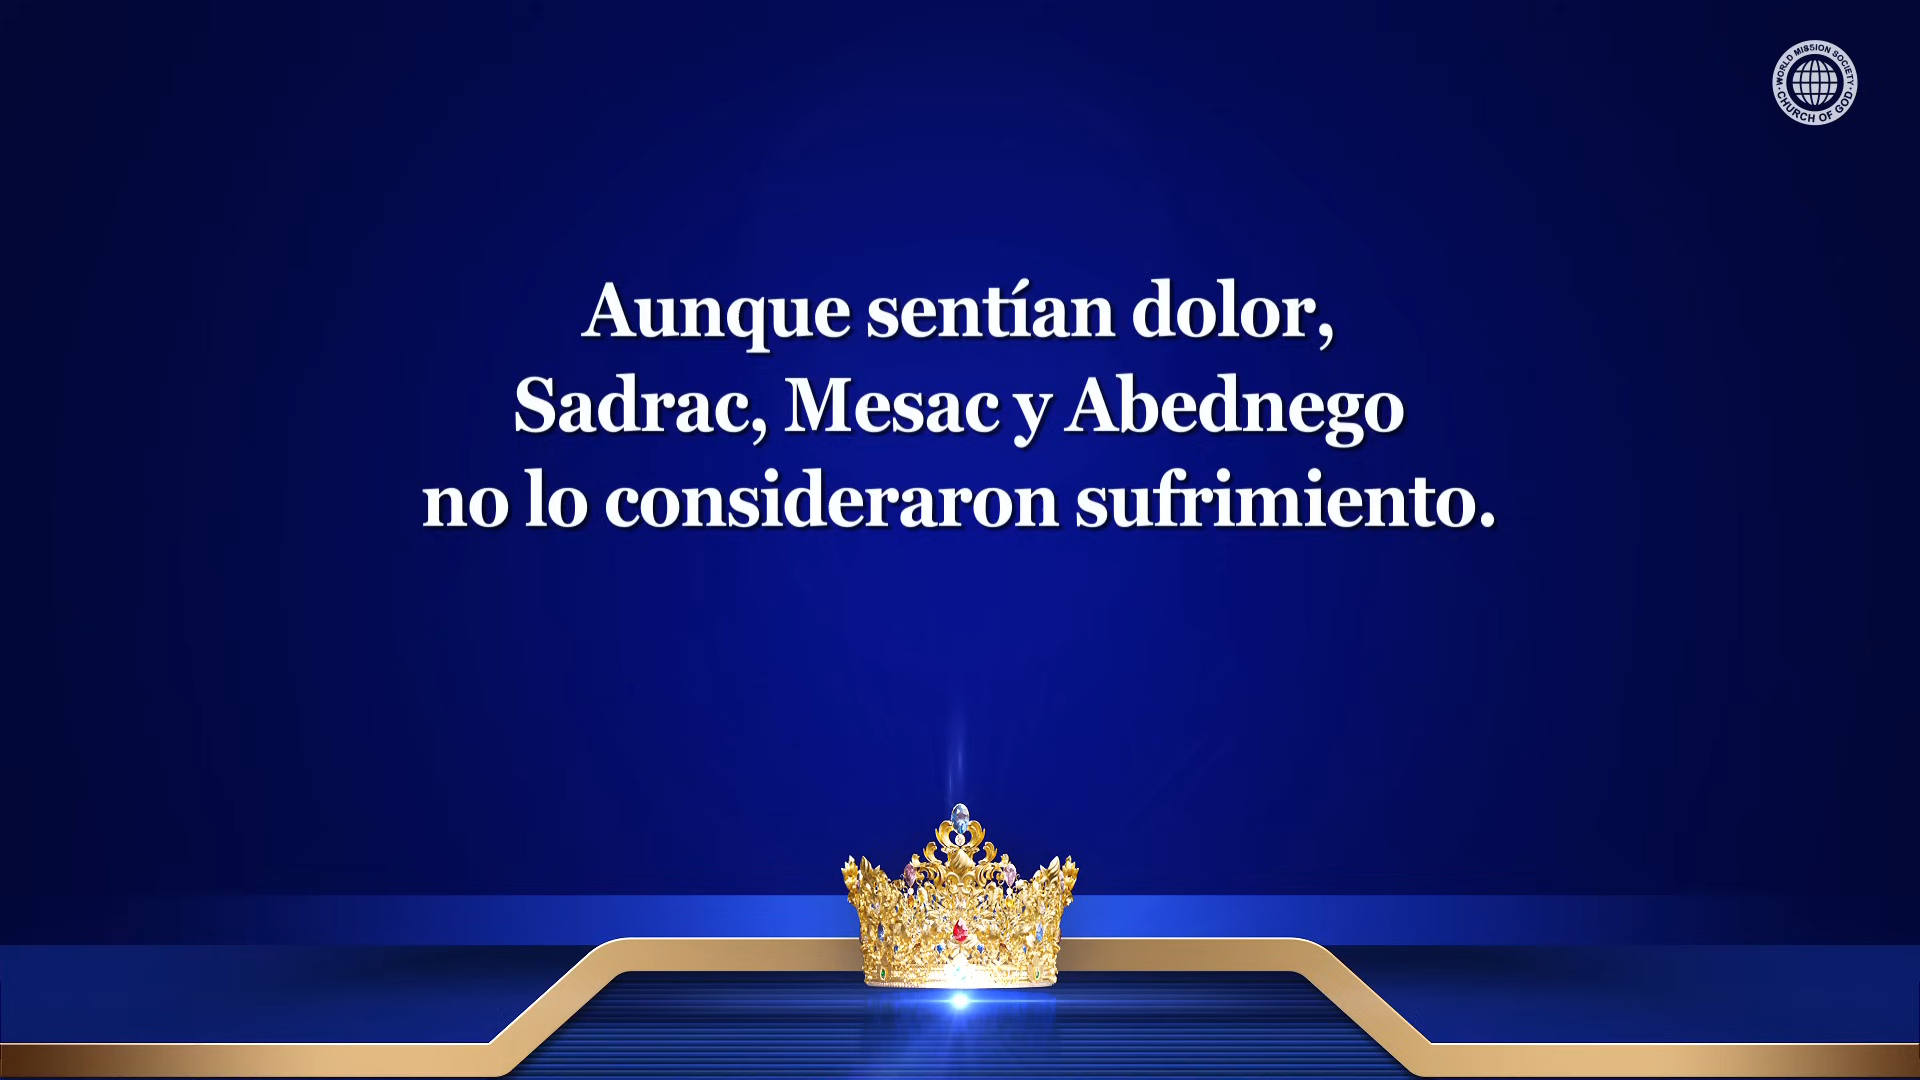 WORLD MISSION SOCIETY
CHURCH OF GOD
Aunque sentían dolor,
Sadrac, Mesac y Abednego
no lo consideraron sufrimiento.